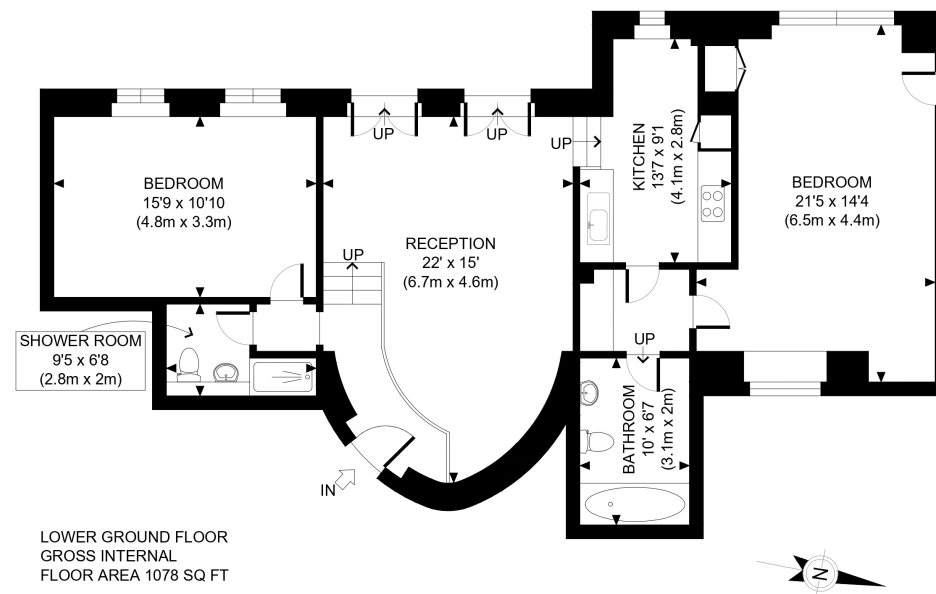 UP
UP
UP
BEDROOM
15'9 x 10'10
(4.8m x 3.3m)
KITCHEN
13'7 x 9'1
(4.1m x 2.8m)
BEDROOM
21'5 x 14'4
(6.5m x 4.4m)
RECEPTION
22' x 15'
(6.7m x 4.6m)
UP
SHOWER ROOM
9'5 x 6'8
(2.8m x 2m)
UP
BATHROOM
10' x 6'7
(3.1m x 2m)
IN
LOWER GROUND FLOOR
GROSS INTERNAL
FLOOR AREA 1078 SQ FT
N